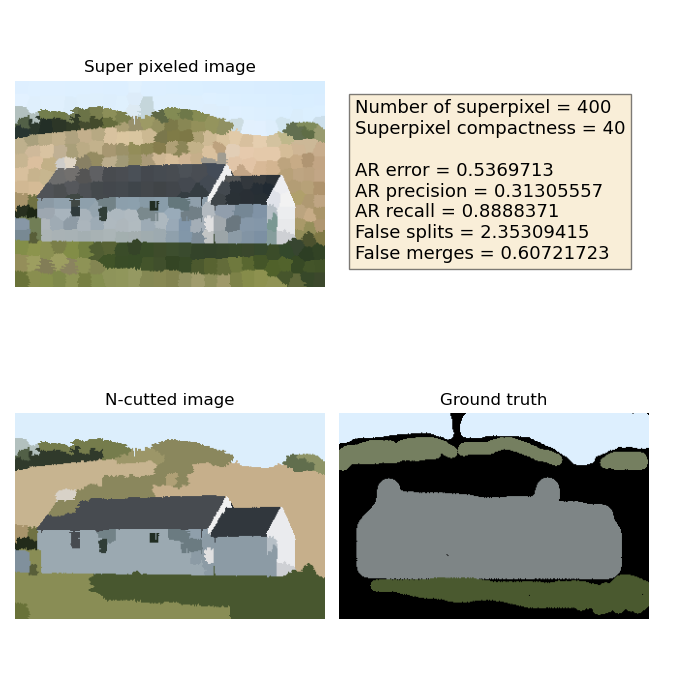 Super pixeled image
Number of superpixel = 400
Superpixel compactness = 40
AR error = 0.5369713
AR precision = 0.31305557
AR recall = 0.8888371
False splits = 2.35309415
False merges = 0.60721723
N-cutted image
Ground truth